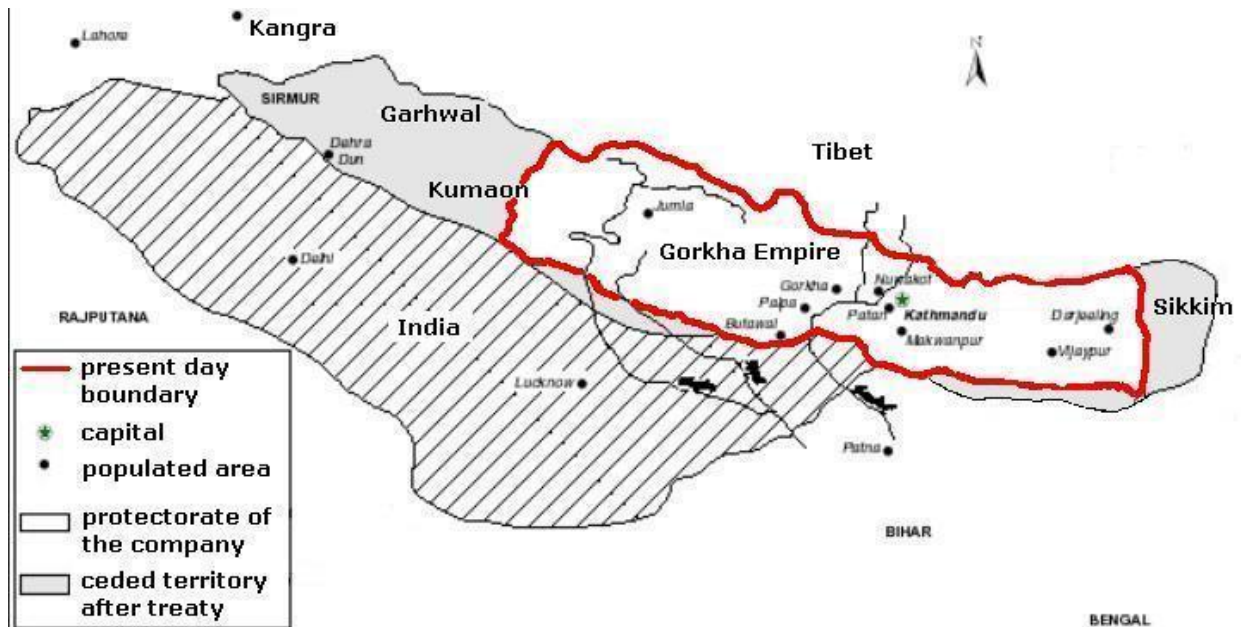 Kangra
Lahore
SIRMUR
Garhwal
Dehra
Dun
Tibet
Kumaon
Jumla
Delhi
Gorkha Empire
Gorkha
Nuwakot
Sikkim
Palpa
Patan
Kathmandu
Darjeeling
RAJPUTANA
India
Butawal
Makwanpur
Vijaypur
Lucknow
Patna
BIHAR
BENGAL
N
present day
boundary
capital
populated area
protectorate of
the company
ceded territory
after treaty